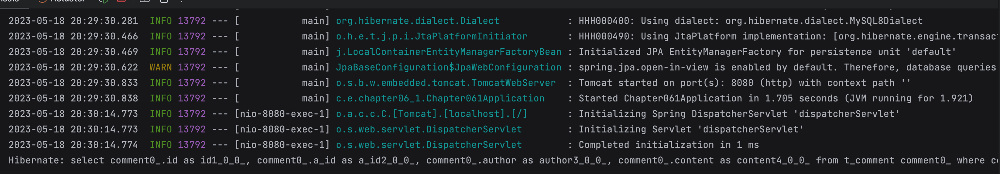 Actuator
2023-05-18 20:29:30.281  INFO 13792 --- [           main] org.hibernate.dialect.Dialect            : HHH000400: Using dialect: org.hibernate.dialect.MySQL8Dialect
2023-05-18 20:29:30.466  INFO 13792 --- [           main] o.h.e.t.j.p.i.JtaPlatformInitiator       : HHH000490: Using JtaPlatform implementation: [org.hibernate.engine.transac
2023-05-18 20:29:30.469  INFO 13792 --- [           main] j.LocalContainerEntityManagerFactoryBean : Initialized JPA EntityManagerFactory for persistence unit 'default'
2023-05-18 20:29:30.622  WARN 13792 --- [           main] JpaBaseConfiguration$JpaWebConfiguration : spring.jpa.open-in-view is enabled by default. Therefore, database queries
2023-05-18 20:29:30.833  INFO 13792 --- [           main] o.s.b.w.embedded.tomcat.TomcatWebServer  : Tomcat started on port(s): 8080 (http) with context path ''
2023-05-18 20:29:30.838  INFO 13792 --- [           main] c.e.chapter06_1.Chapter061Application    : Started Chapter061Application in 1.705 seconds (JVM running for 1.921)
2023-05-18 20:30:14.773  INFO 13792 --- [nio-8080-exec-1] o.a.c.c.C.[Tomcat].[localhost].[/]       : Initializing Spring DispatcherServlet 'dispatcherServlet'
2023-05-18 20:30:14.773  INFO 13792 --- [nio-8080-exec-1] o.s.web.servlet.DispatcherServlet        : Initializing Servlet 'dispatcherServlet'
2023-05-18 20:30:14.774  INFO 13792 --- [nio-8080-exec-1] o.s.web.servlet.DispatcherServlet        : Completed initialization in 1 ms
Hibernate: select comment0_.id as id1_0_0_, comment0_.a_id as a_id2_0_0_, comment0_.author as author3_0_0_, comment0_.content as content4_0_0_ from t_comment comment0_ where